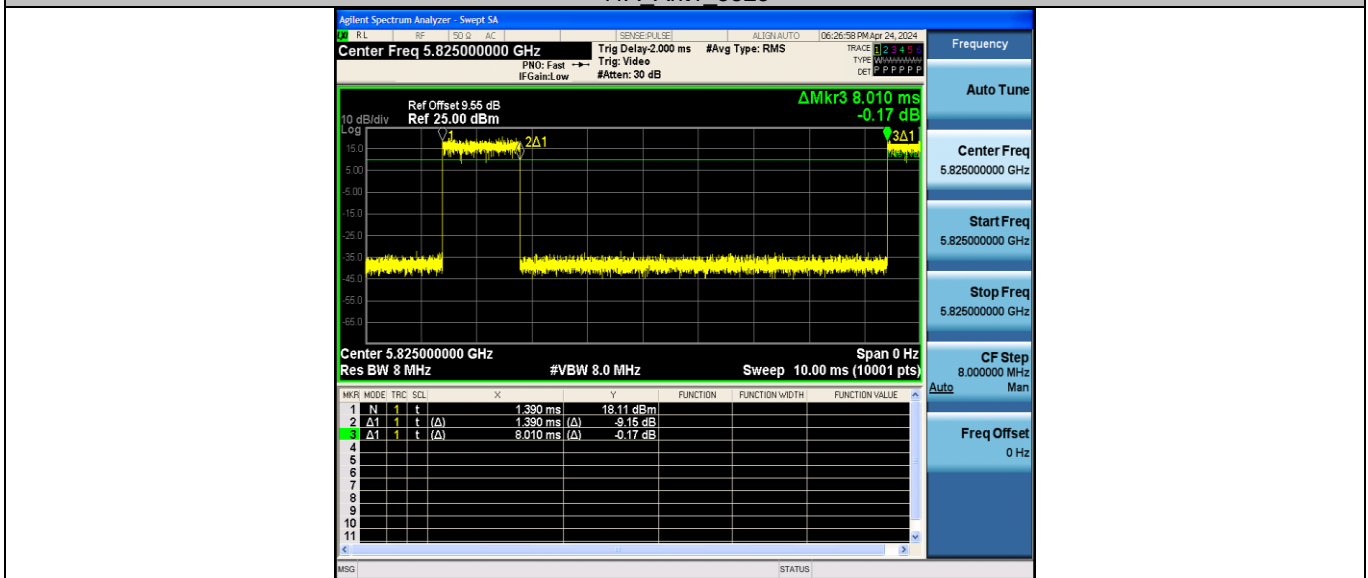 Agilent Spectrum Analyzer - Swept SA
RL RF 50 Ω AC SENSE:PULSE ALIGN AUTO 06:26:58 PM Apr 24, 2024
Center Freq 5.825000000 GHz
PNO: Fast
IFGain:Low
Trig Delay-2.000 ms
Trig: Video
#Atten: 30 dB
#Avg Type: RMS
TRACE 1 2 3 4 5 6
TYPE WWWWWW
DET P P P P P P
Frequency
Auto Tune
Center Freq
5.825000000 GHz
Start Freq
5.825000000 GHz
Stop Freq
5.825000000 GHz
CF Step
8.000000 MHz
Auto Man
Freq Offset
0 Hz
ΔMkr3 8.010 ms
-0.17 dB
Ref Offset 9.55 dB
10 dB/div Ref 25.00 dBm
Log
15.0
5.00
-5.00
-15.0
-25.0
-35.0
-45.0
-55.0
-65.0
1
2Δ1
3Δ1
Center 5.825000000 GHz Span 0 Hz
Res BW 8 MHz #VBW 8.0 MHz Sweep 10.00 ms (10001 pts)
MKR MODE TRC SCL X Y FUNCTION FUNCTION WIDTH FUNCTION VALUE
1 N 1 t 1.390 ms 18.11 dBm
2 Δ1 1 t (Δ) 1.390 ms (Δ) -9.15 dB
3 Δ1 1 t (Δ) 8.010 ms (Δ) -0.17 dB
4
5
6
7
8
9
10
11
MSG STATUS